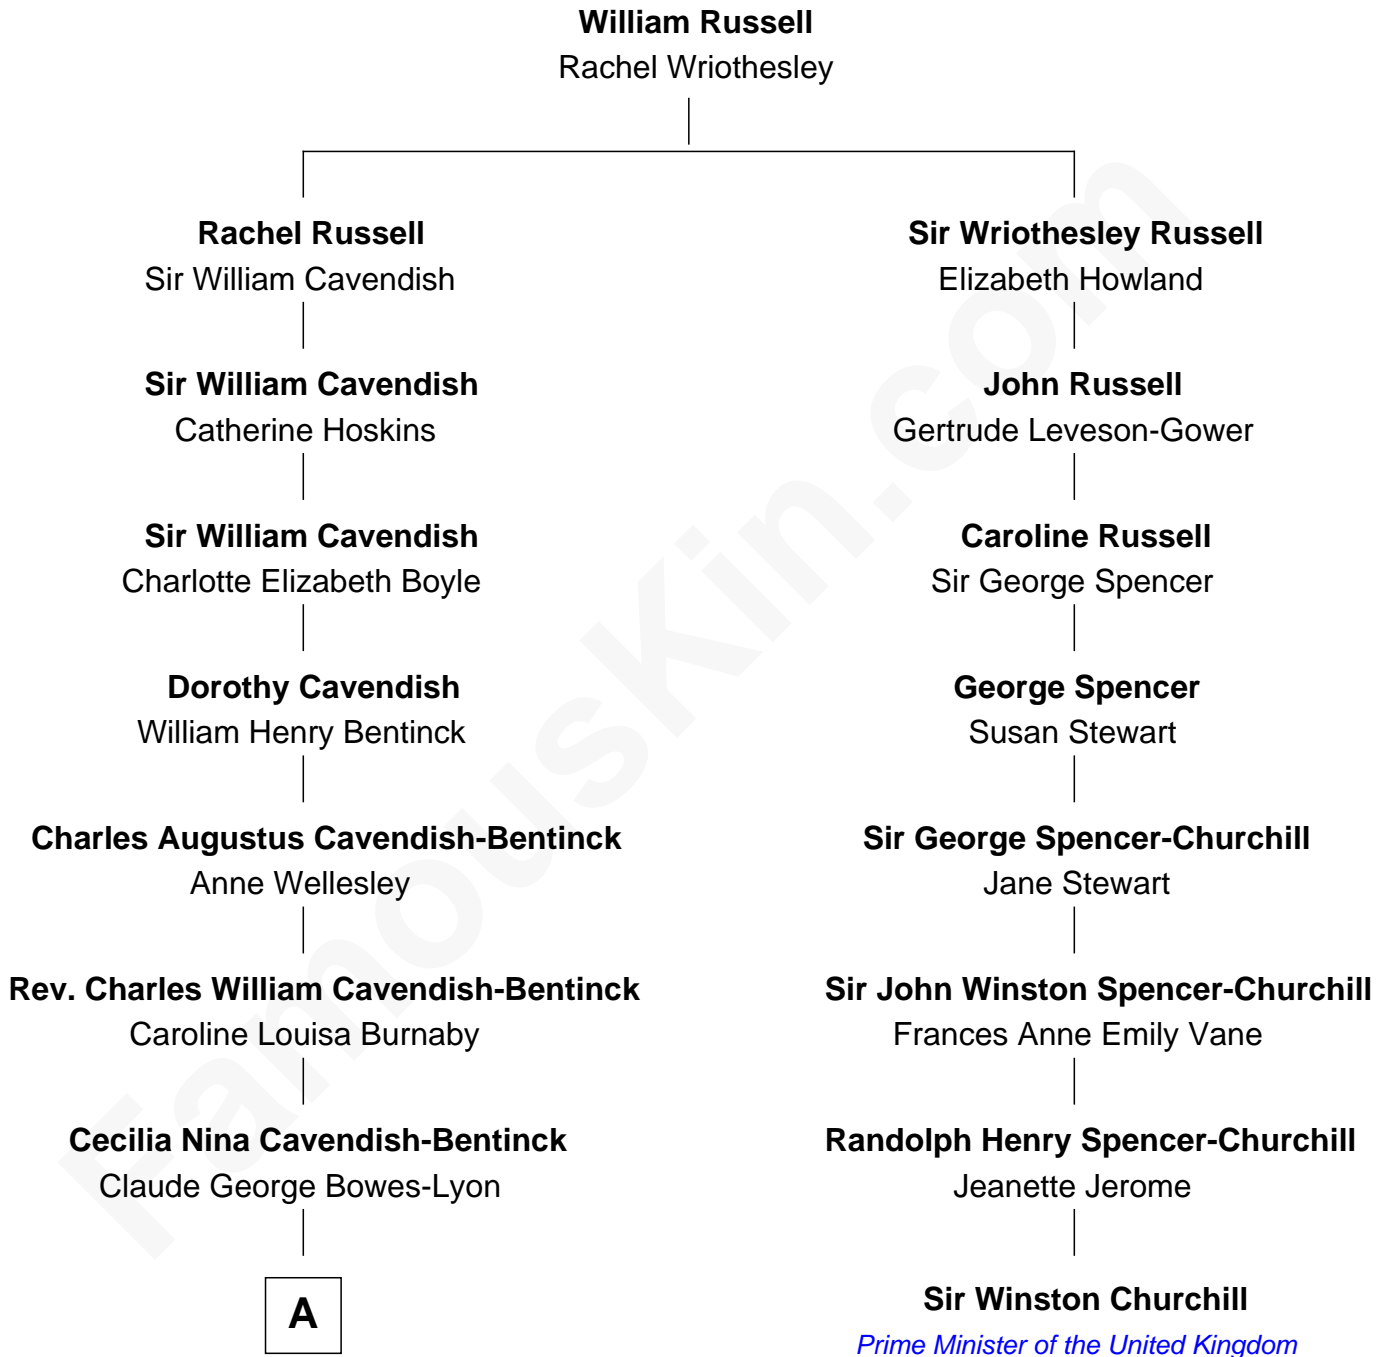 William Russell
Rachel Wriothesley
Rachel Russell
Sir William Cavendish
Sir William Cavendish
Catherine Hoskins
Sir William Cavendish
Charlotte Elizabeth Boyle
Dorothy Cavendish
William Henry Bentinck
Charles Augustus Cavendish-Bentinck
Anne Wellesley
Rev. Charles William Cavendish-Bentinck
Caroline Louisa Burnaby
Cecilia Nina Cavendish-Bentinck
Claude George Bowes-Lyon
A
Sir Wriothesley Russell
Elizabeth Howland
John Russell
Gertrude Leveson-Gower
Caroline Russell
Sir George Spencer
George Spencer
Susan Stewart
Sir George Spencer-Churchill
Jane Stewart
Sir John Winston Spencer-Churchill
Frances Anne Emily Vane
Randolph Henry Spencer-Churchill
Jeanette Jerome
Sir Winston Churchill
Prime Minister of the United Kingdom
FamousKin.com